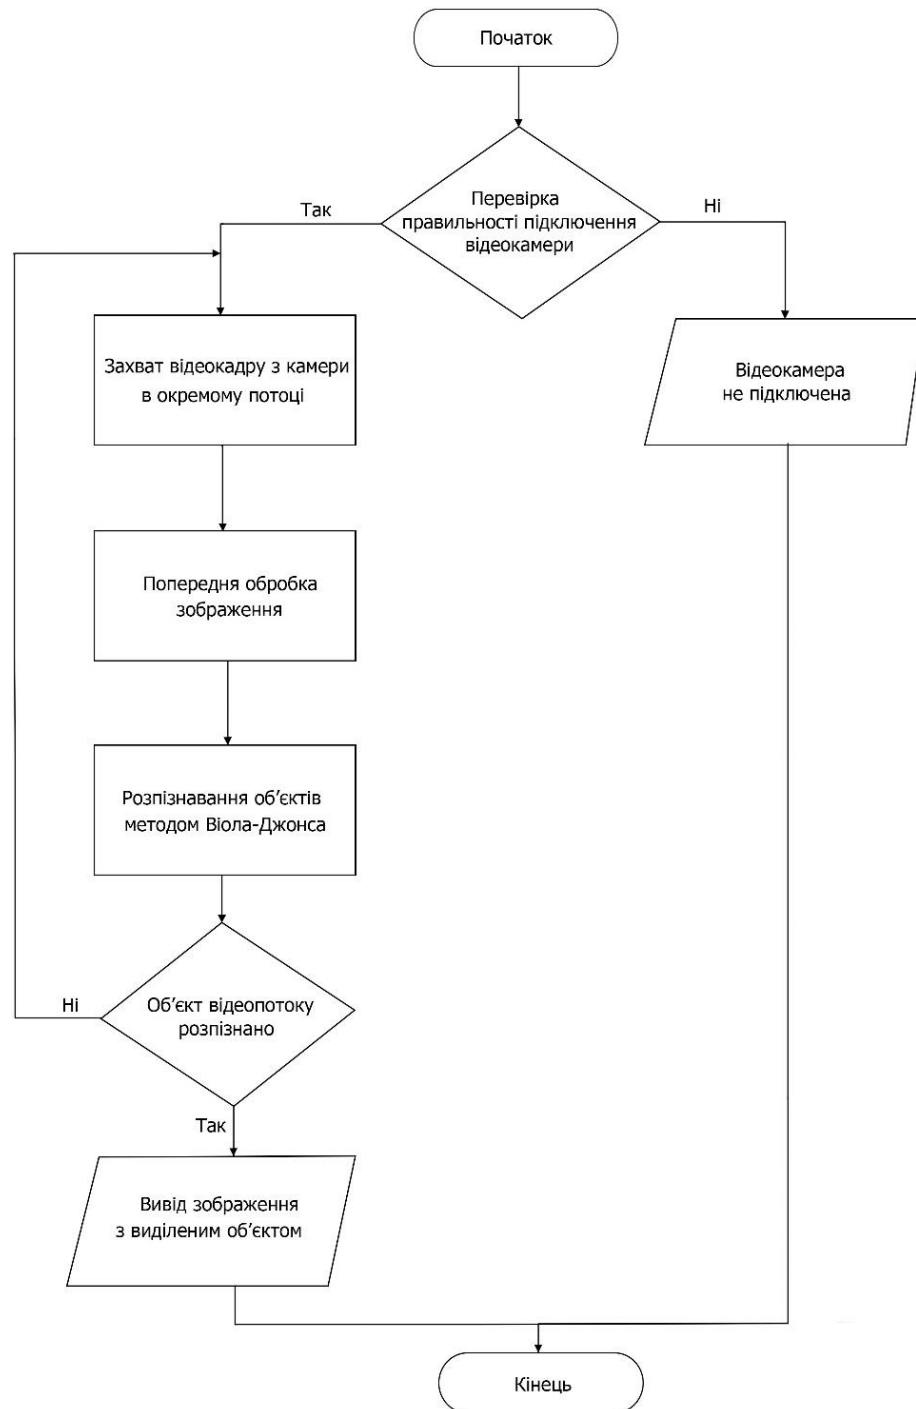 Початок
Перевірка
правильності підключення
відеокамери
Так
Ні
Захват відеокадру з камери
в окремому потоці
Відеокамера
не підключена
Попередня обробка
зображення
Розпізнавання об’єктів
методом Віола-Джонса
Об’єкт відеопотоку
розпізнано
Ні
Так
Вивід зображення
з виділеним об’єктом
Кінець